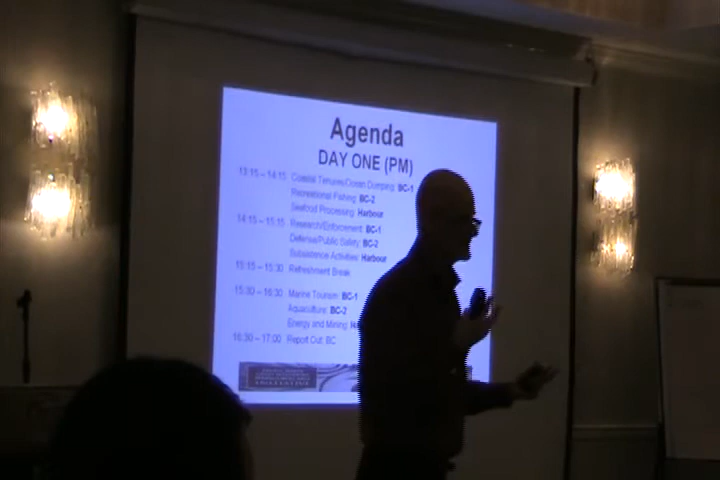 Agenda
DAY ONE (PM)
13:15 – 14:15 Coastal Tenures/Ocean Dumping: BC-1
Recreational Fishing: BC-2
Seafood Processing: Harbour
14:15 – 15:15 Research/Enforcement: BC-1
Defense/Public Safety: BC-2
Subsistence Activities: Harbour
15:15 – 15:30 Refreshment Break
15:30 – 16:30 Marine Tourism: BC-1
Aquaculture: BC-2
Energy and Mining:
16:30 – 17:00 Report Out: BC